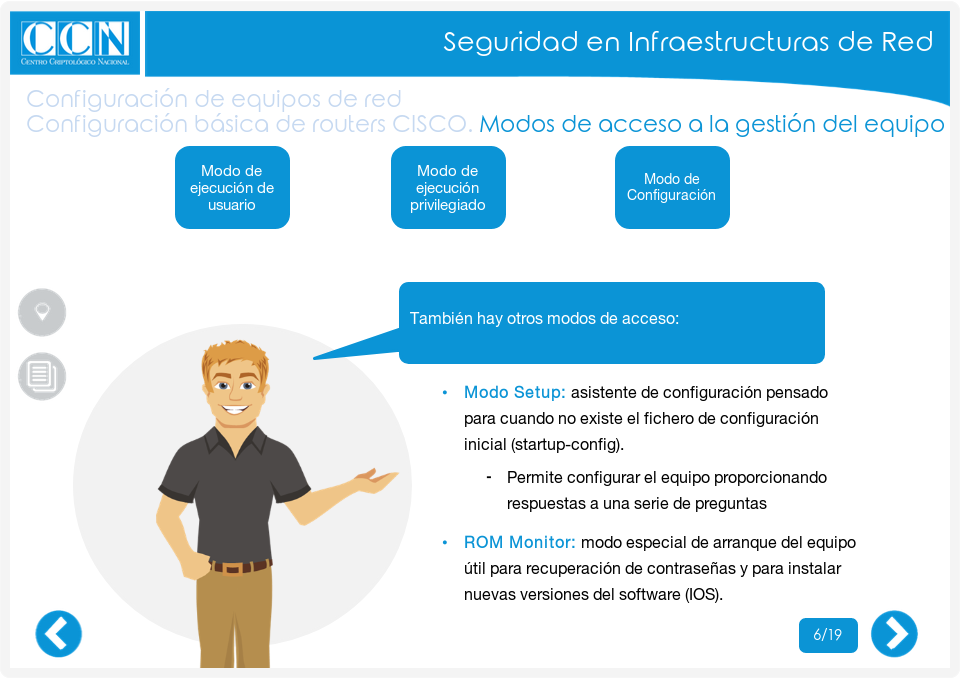 CCN
CENTRO CRIPTOLÓGICO NACIONAL
Seguridad en Infraestructuras de Red
Configuración de equipos de red
Configuración básica de routers CISCO. Modos de acceso a la gestión del equipo
Modo de
ejecución de
usuario
Modo de
ejecución
privilegiado
Modo de
Configuración
También hay otros modos de acceso:
• Modo Setup: asistente de configuración pensado
para cuando no existe el fichero de configuración
inicial (startup-config).
- Permite configurar el equipo proporcionando
respuestas a una serie de preguntas
• ROM Monitor: modo especial de arranque del equipo
útil para recuperación de contraseñas y para instalar
nuevas versiones del software (IOS).
6/19